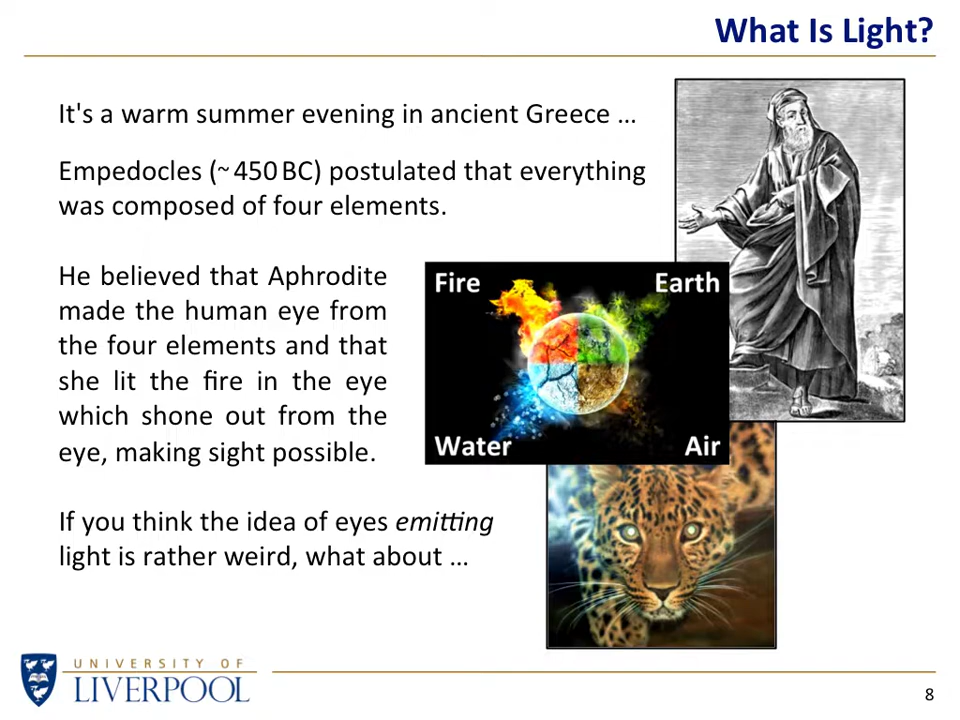 What Is Light?
It's a warm summer evening in ancient Greece ...
Empedocles (~450 BC) postulated that everything
was composed of four elements.
He believed that Aphrodite
made the human eye from
the four elements and that
she lit the fire in the eye
which shone out from the
eye, making sight possible.
Fire
Earth
Water
Air
If you think the idea of eyes emitting
light is rather weird, what about ...
UNIVERSITY OF
LIVERPOOL
8